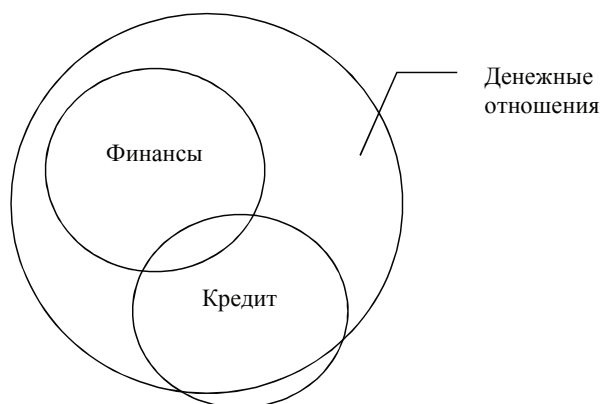 Денежные
отношения
Финансы
Кредит